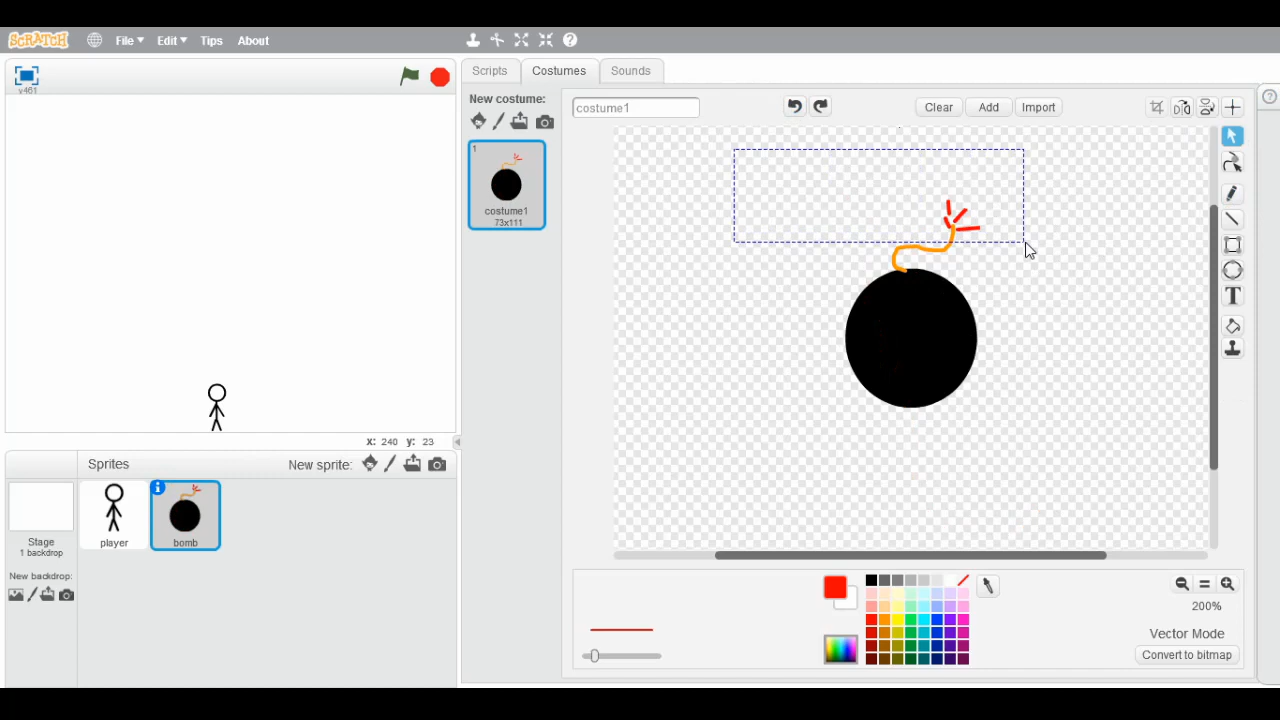 SCRATCH File Edit Tips About
v461
Scripts Costumes Sounds
New costume:
costume1
Clear Add Import
1
costume1
73x111
T
x: 240 y: 23
Sprites New sprite:
Stage
1 backdrop
player
bomb
New backdrop:
200%
Vector Mode
Convert to bitmap